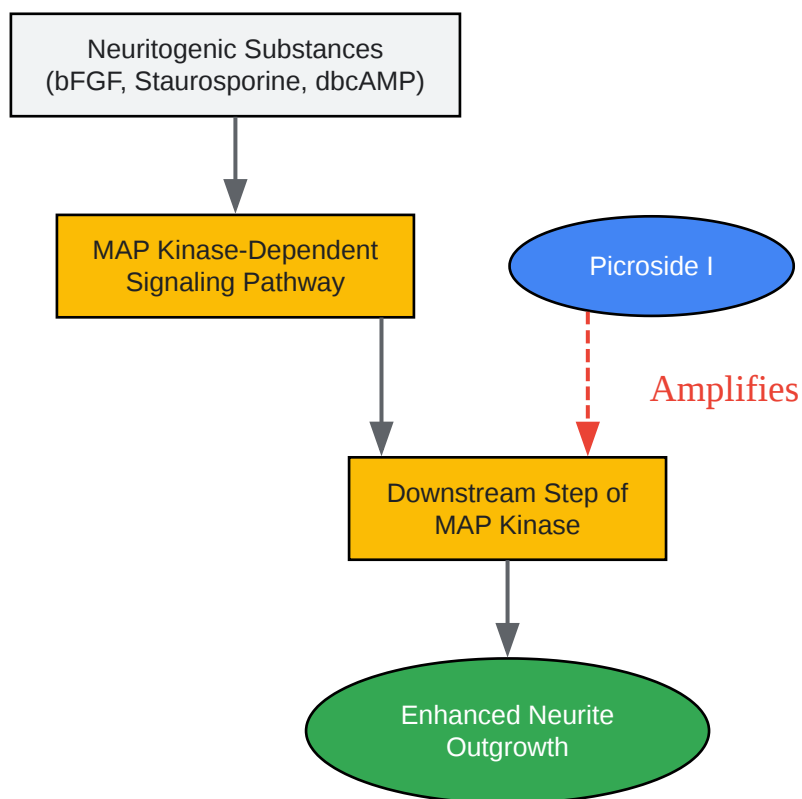 Neuritogenic Substances
(bFGF, Staurosporine, dbcAMP)
MAP Kinase-Dependent
Signaling Pathway
Picroside I
Amplifies
Downstream Step of
MAP Kinase
Enhanced Neurite
Outgrowth